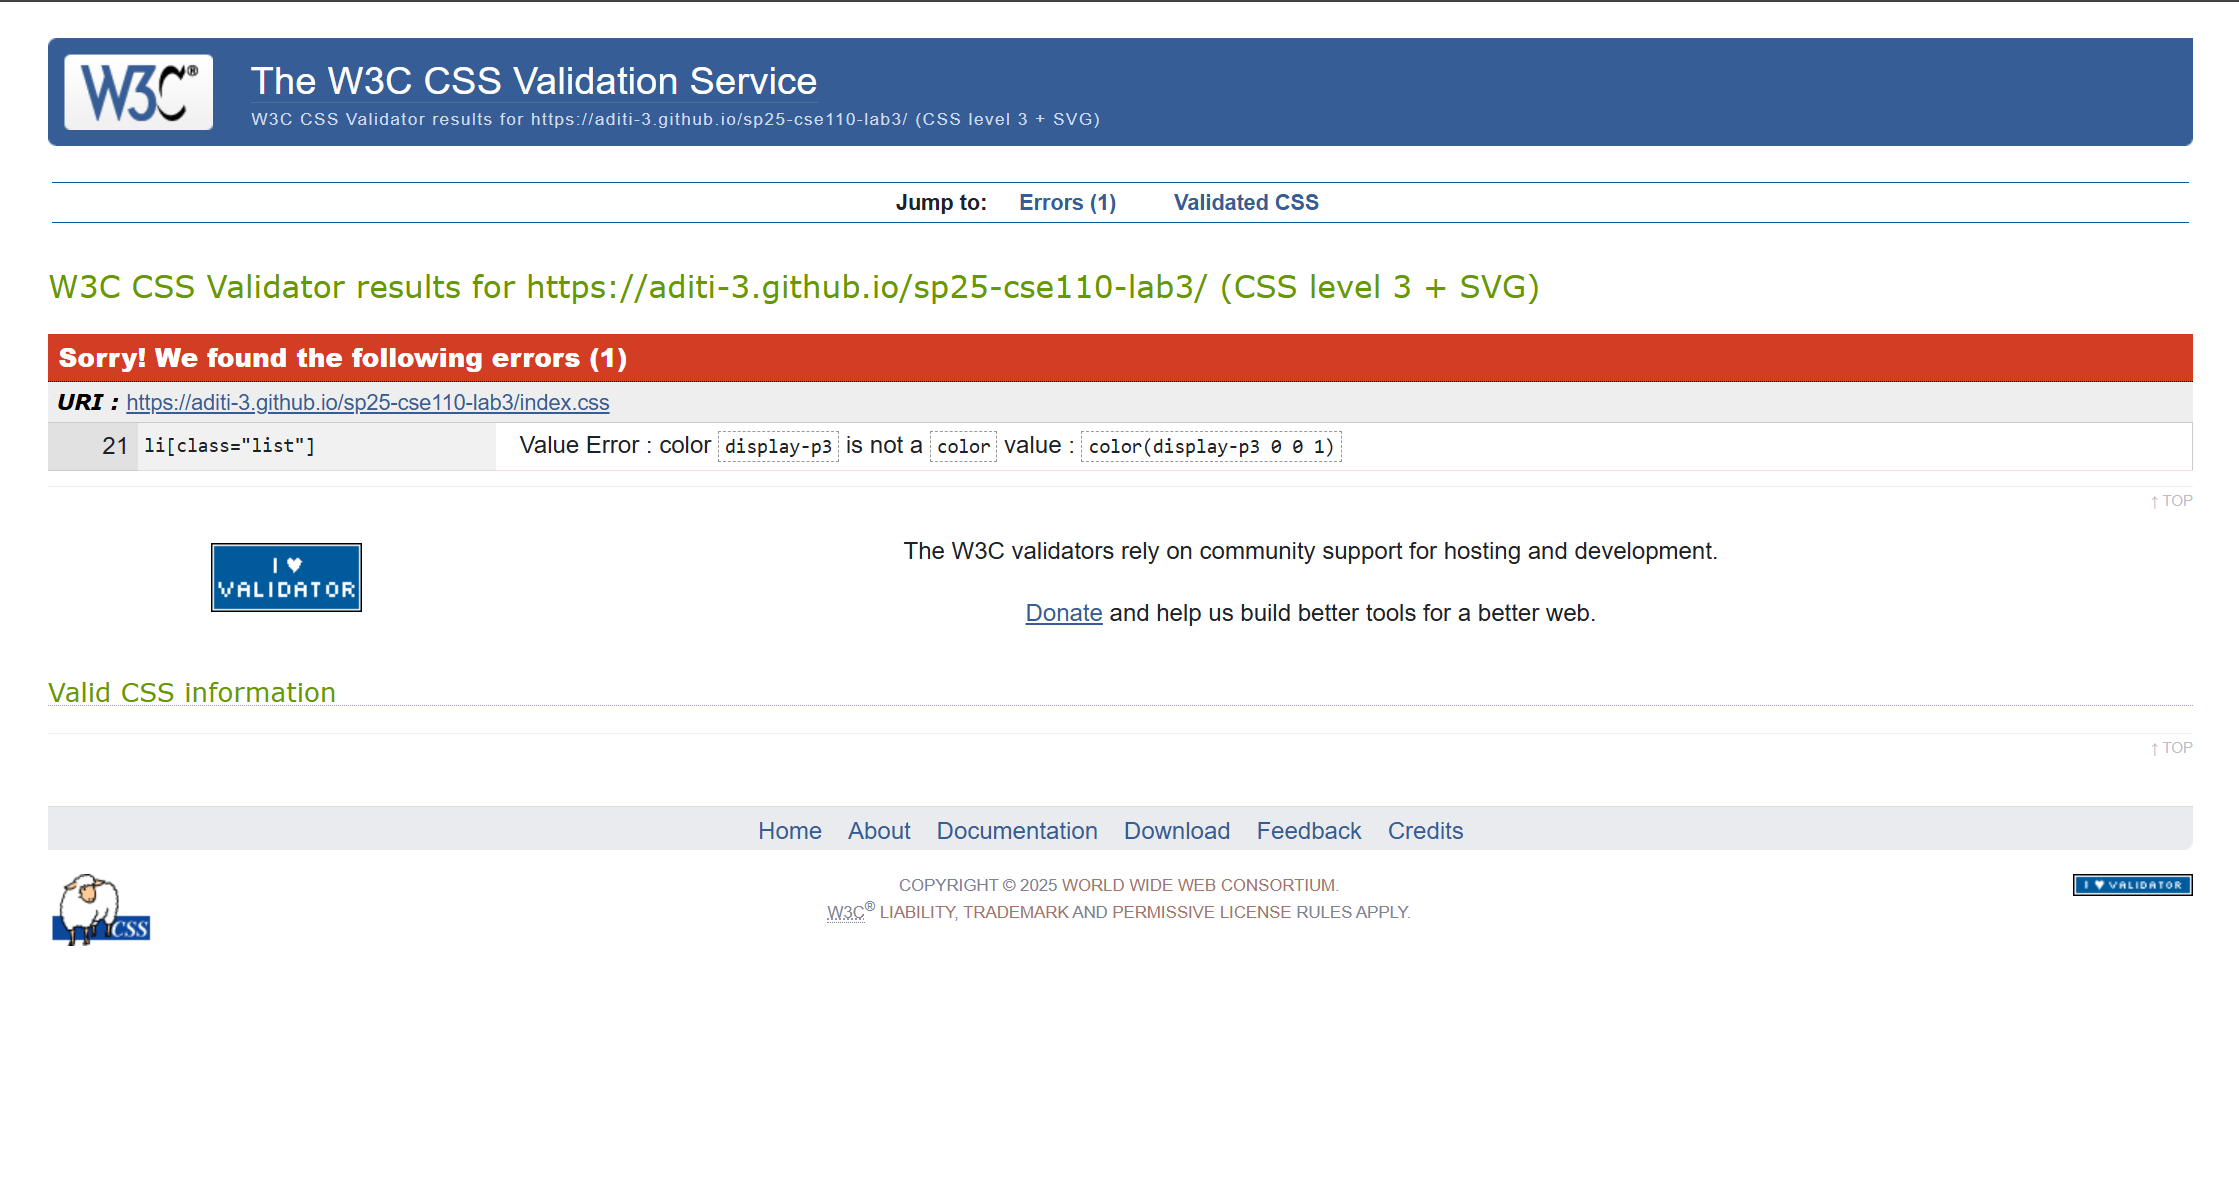 W3C®
The W3C CSS Validation Service
W3C CSS Validator results for https://aditi-3.github.io/sp25-cse110-lab3/ (CSS level 3 + SVG)
Jump to: Errors (1) Validated CSS
W3C CSS Validator results for https://aditi-3.github.io/sp25-cse110-lab3/ (CSS level 3 + SVG)
Sorry! We found the following errors (1)
URI : https://aditi-3.github.io/sp25-cse110-lab3/index.css
21 li[class="list"] Value Error : color display-p3 is not a color value : color(display-p3 0 0 1)
↑ TOP
I ♥
VALIDATOR
The W3C validators rely on community support for hosting and development.
Donate and help us build better tools for a better web.
Valid CSS information
↑ TOP
Home About Documentation Download Feedback Credits
CSS
COPYRIGHT © 2025 WORLD WIDE WEB CONSORTIUM.
W3C® LIABILITY, TRADEMARK AND PERMISSIVE LICENSE RULES APPLY.
I ♥ VALIDATOR